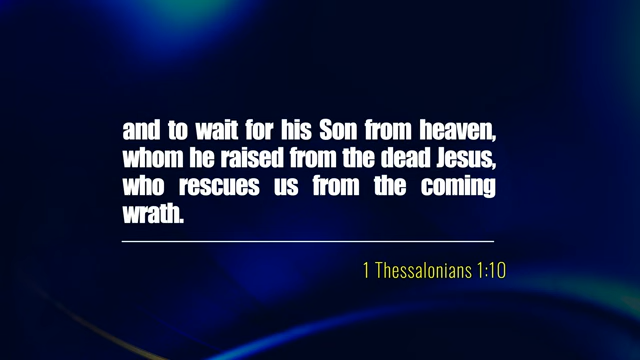 and to wait for his Son from heaven,
whom he raised from the dead Jesus,
who rescues us from the coming
wrath.
1 Thessalonians 1:10